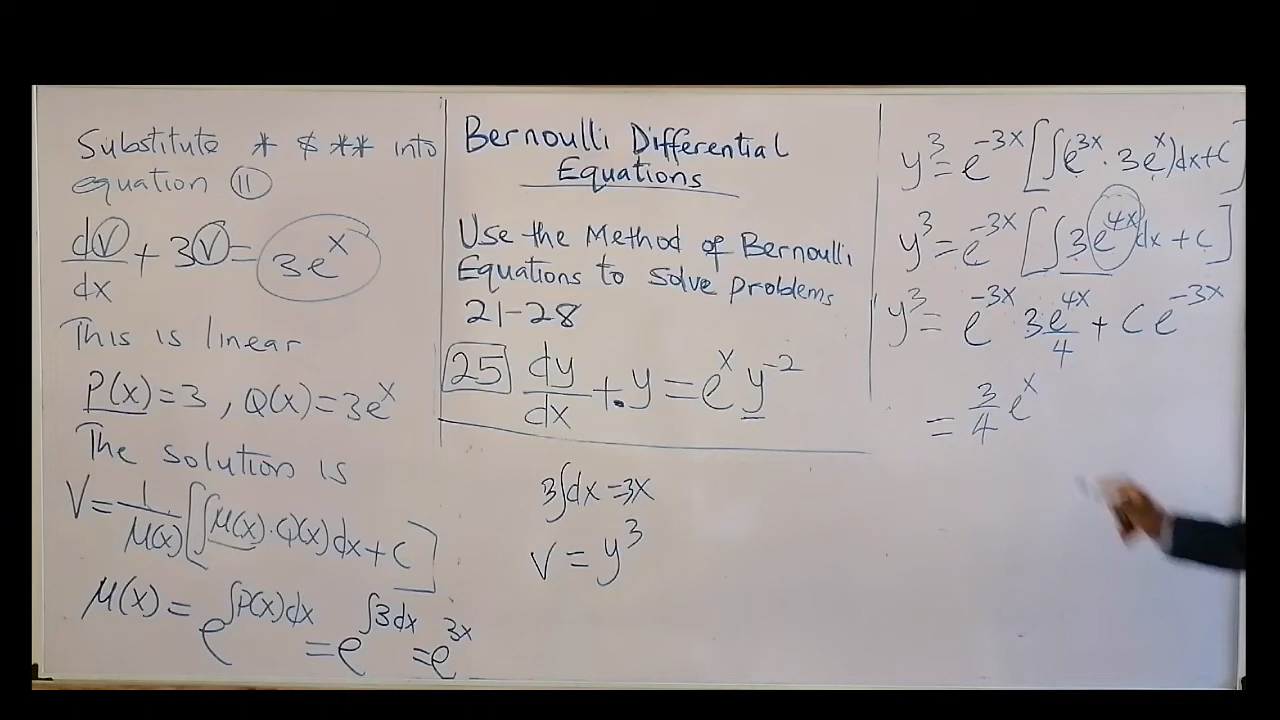 Substitute * & ** into
equation (11)
dv/dx + 3v = 3e^x
This is linear
P(x) = 3 , Q(x) = 3e^x
The solution is
V = 1/μ(x) [∫μ(x)·Q(x)dx + C]
μ(x) = e^∫P(x)dx = e^∫3dx = e^3x
Bernoulli Differential
Equations
Use the Method of Bernoulli
Equations to solve problems
21-28
25 dy/dx + y = e^x y^-2
3∫dx = 3x
V = y^3
y^3 = e^-3x [∫(e^3x · 3e^x)dx + C]
y^3 = e^-3x [∫3e^4x dx + C]
y^3 = e^-3x 3e^4x/4 + Ce^-3x
= 3/4 e^x